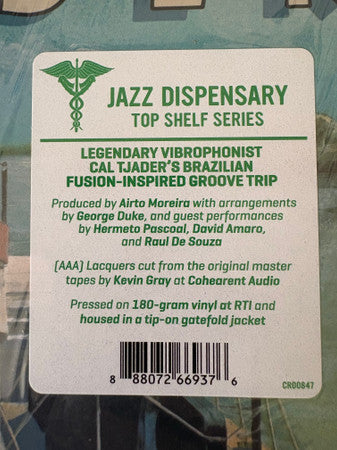 JAZZ DISPENSARY
TOP SHELF SERIES
LEGENDARY VIBROPHONIST
CAL TJADER'S BRAZILIAN
FUSION-INSPIRED GROOVE TRIP
Produced by Airto Moreira with arrangements
by George Duke, and guest performances
by Hermeto Pascoal, David Amaro,
and Raul De Souza
(AAA) Lacquers cut from the original master
tapes by Kevin Gray at Cohearent Audio
Pressed on 180-gram vinyl at RTI and
housed in a tip-on gatefold jacket
8 88072 66937 6
CR00847